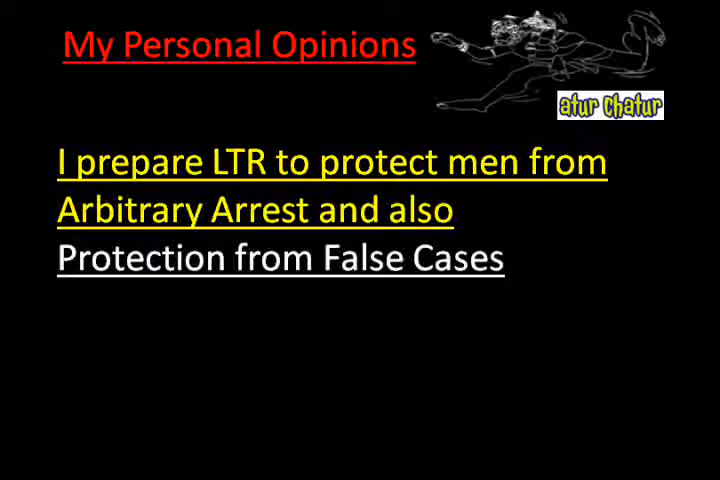 My Personal Opinions
atur chatur
I prepare LTR to protect men from
Arbitrary Arrest and also
Protection from False Cases